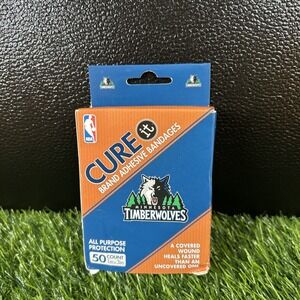 CURE it
BRAND ADHESIVE BANDAGES
MINNESOTA
TIMBERWOLVES
ALL PURPOSE
PROTECTION
50 COUNT
A COVERED
WOUND
HEALS FASTER
THAN AN
UNCOVERED ONE